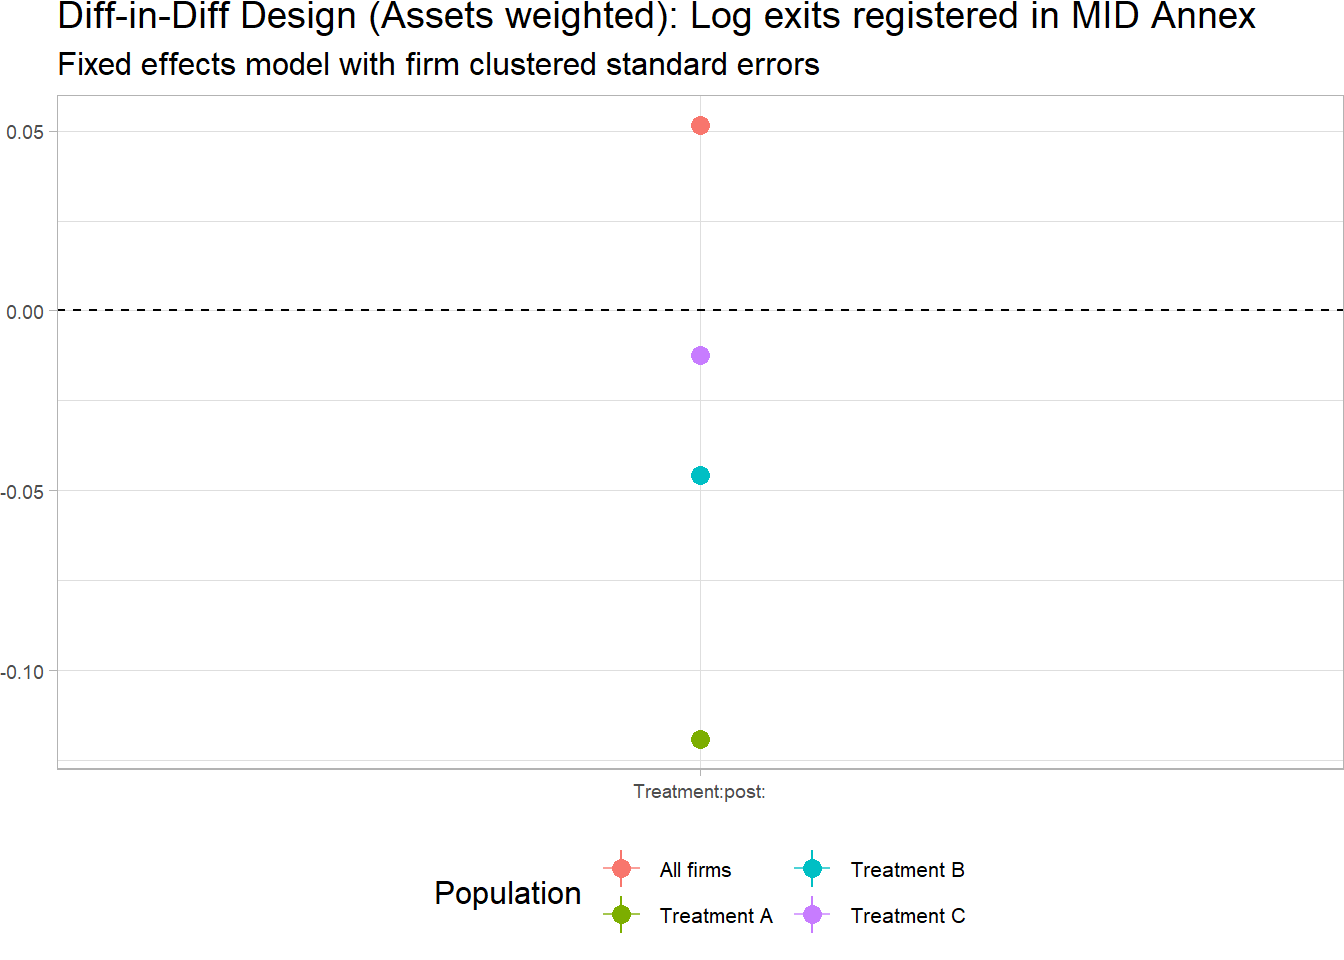 Diff-in-Diff Design (Assets weighted): Log exits registered in MID Annex
Fixed effects model with firm clustered standard errors
0.05
0.00
-0.05
-0.10
Treatment:post:
Population
All firms
Treatment B
Treatment A
Treatment C